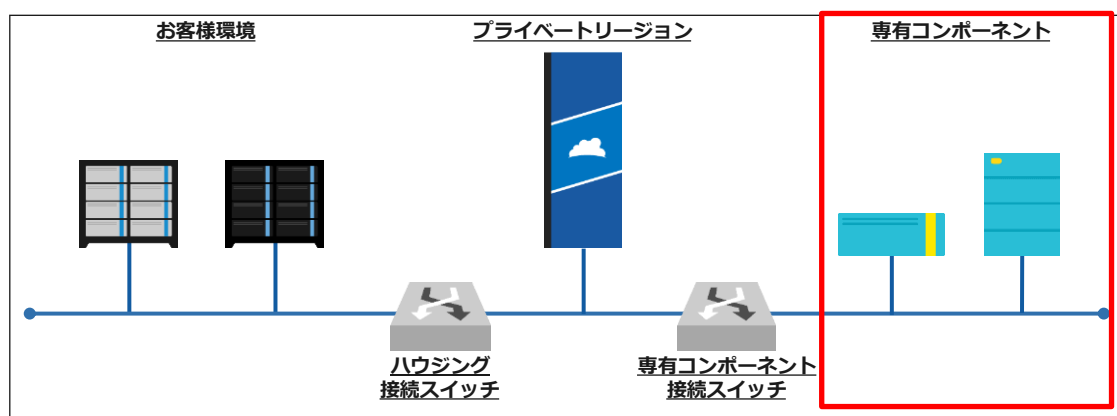 お客様環境
プライベートリージョン
専有コンポーネント
ハウジング
接続スイッチ
専有コンポーネント
接続スイッチ